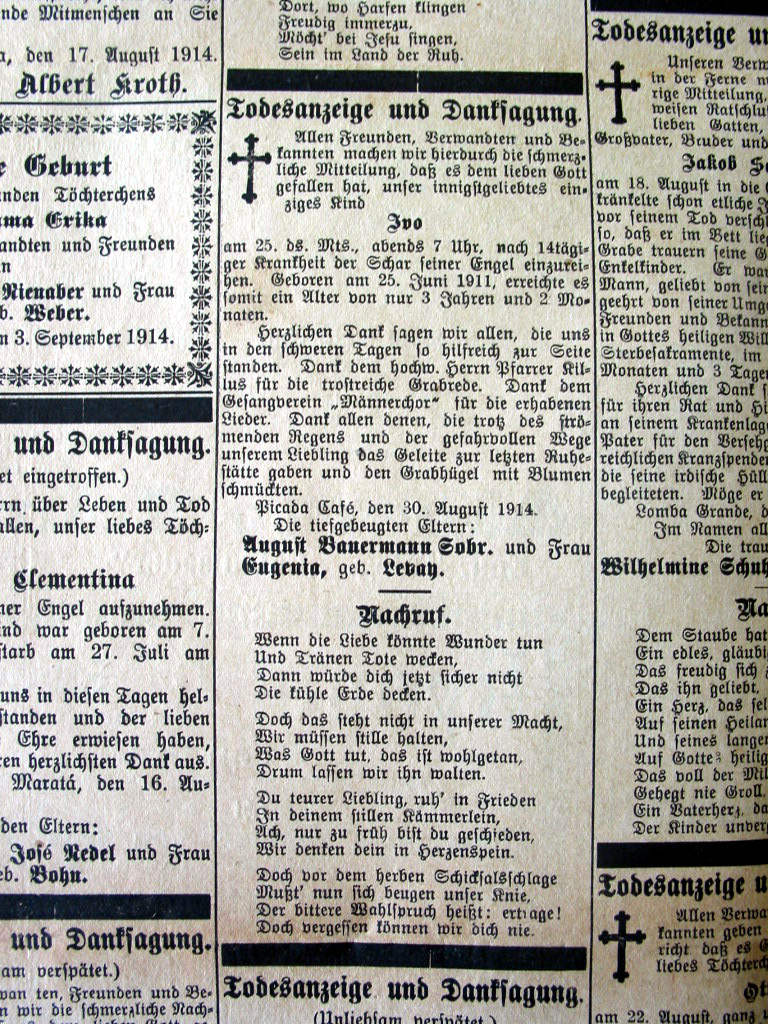 nde Mitmenschen an Sie
den 17. August 1914.
Albert Kroth.
Geburt
Töchterchens
Erika
und Freunden
Rienaber und Frau
Weber.
3. September 1914.
und Danksagung.
eingetroffen.)
über Leben und Tod
unser liebes Töch-
Clementina
Engel aufzunehmen.
war geboren am 7.
am 27. Juli am
uns in diesen Tagen hel-
und der lieben
Ehre erwiesen haben,
herzlichsten Dank aus.
Maratá, den 16. Au-
den Eltern:
José Redel und Frau
Bohn.
und Danksagung.
verspätet.)
ten, Freunden und Be-
wir die schmerzliche Nach-
Dort, wo Harfen klingen
Freudig immerzu,
Möcht' bei Jesu singen,
Sein im Land der Ruh.
Todesanzeige und Danksagung.
Allen Freunden, Verwandten und Be-
kannten machen wir hierdurch die schmerz-
liche Mitteilung, daß es dem lieben Gott
gefallen hat, unser innigstgeliebtes ein-
ziges Kind
Ivo
am 25. ds. Mts., abends 7 Uhr, nach 14tägi-
ger Krankheit der Schar seiner Engel einzurei-
hen. Geboren am 25. Juni 1911, erreichte es
somit ein Alter von nur 3 Jahren und 2 Mo-
naten.
Herzlichen Dank sagen wir allen, die uns
in den schweren Tagen so hilfreich zur Seite
standen. Dank dem hochw. Herrn Pfarrer Kil-
lus für die trostreiche Grabrede. Dank dem
Gesangverein „Männerchor“ für die erhabenen
Lieder. Dank allen denen, die trotz des strö-
menden Regens und der gefahrvollen Wege
unserem Liebling das Geleite zur letzten Ruhe-
stätte gaben und den Grabhügel mit Blumen
schmückten.
Picada Café, den 30. August 1914.
Die tiefgebeugten Eltern:
August Bauermann Sobr. und Frau
Eugenia, geb. Levay.
Nachruf.
Wenn die Liebe könnte Wunder tun
Und Tränen Tote wecken,
Dann würde dich jetzt sicher nicht
Die kühle Erde decken.
Doch das steht nicht in unserer Macht,
Wir müssen stille halten,
Was Gott tut, das ist wohlgetan,
Drum lassen wir ihn walten.
Du teurer Liebling, ruh' in Frieden
In deinem stillen Kämmerlein,
Ach, nur zu früh bist du geschieden,
Wir denken dein in Herzenspein.
Doch vor dem herben Schicksalsschlage
Mußt' nun sich beugen unser Knie,
Der bittere Wahlspruch heißt: ertrage!
Doch vergessen können wir dich nie.
Todesanzeige und Danksagung.
(Unliebsam verspätet.)
Todesanzeige
Unseren
in der Ferne
rige Mitteilung,
weisen
lieben Gatten,
Großvater, Bruder und
Jakob
am 18. August in die
kränkelte schon etliche
vor seinem Tod
so, daß er im Bett
Grabe trauern seine
Enkelkinder. Er
Mann, geliebt von
geehrt von seiner
Freunden und
in Gottes heiligen
Sterbesakramente, im
Monaten und 3
Herzlichen Dank
für ihren Rat und
an seinem
Pater für den
reichlichen
die seine irdische
begleiteten. Möge er
Lomba Grande,
Im Namen
Die
Wilhelmine
Dem Staube
Ein edles,
Das freudig sich
Das ihn geliebt,
Ein Herz, das
Auf seinen
Und seines
Auf Gottes
Das voll der
Gehegt nie Groll,
Ein Vaterherz,
Der Kinder
Todesanzeige
Allen
kannten geben
richt daß es
liebes
am 22. August, ganz